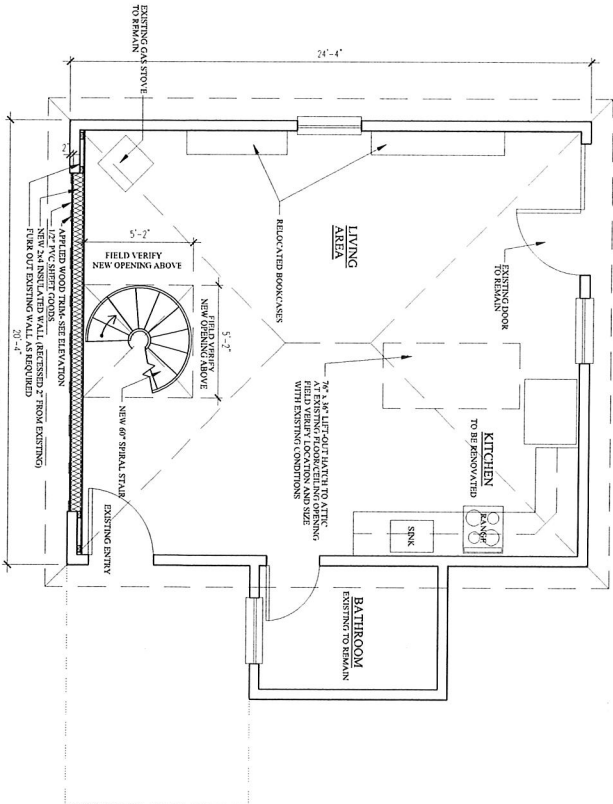 EXISTING GAS STOVE
TO REMAIN
24'-4"
2"
5'-2"
FIELD VERIFY
NEW OPENING ABOVE
5'-2"
FIELD VERIFY
NEW OPENING ABOVE
RELOCATED BOOKCASES
LIVING
AREA
EXISTING DOOR
TO REMAIN
76" x 36" LIFT-OUT HATCH TO ATTIC
AT EXISTING FLOOR/CEILING OPENING
FIELD VERIFY LOCATION AND SIZE
WITH EXISTING CONDITIONS
KITCHEN
TO BE RENOVATED
RANGE
SINK
NEW 60" SPIRAL STAIR
EXISTING ENTRY
BATHROOM
EXISTING TO REMAIN
APPLIED WOOD TRIM- SEE ELEVATION
1/2" PVC SHEET GOODS
NEW 2x4 INSULATED WALL (RECESSED 2" FROM EXISTING)
FURR OUT EXISTING WALL AS REQUIRED
20'-4"